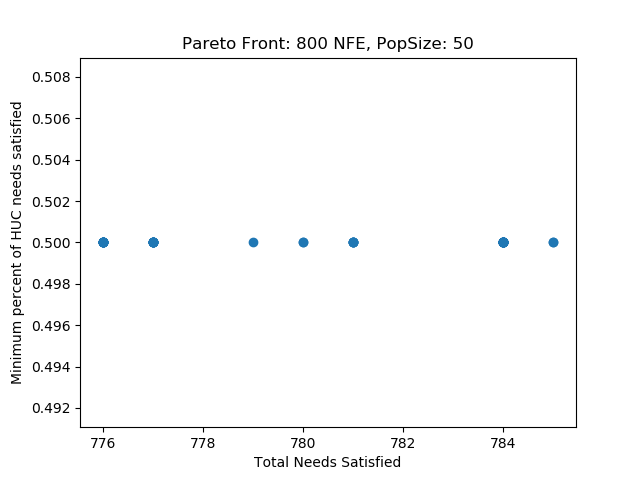 Pareto Front: 800 NFE, PopSize: 50
Minimum percent of HUC needs satisfied
0.508
0.506
0.504
0.502
0.500
0.498
0.496
0.494
0.492
776 778 780 782 784
Total Needs Satisfied